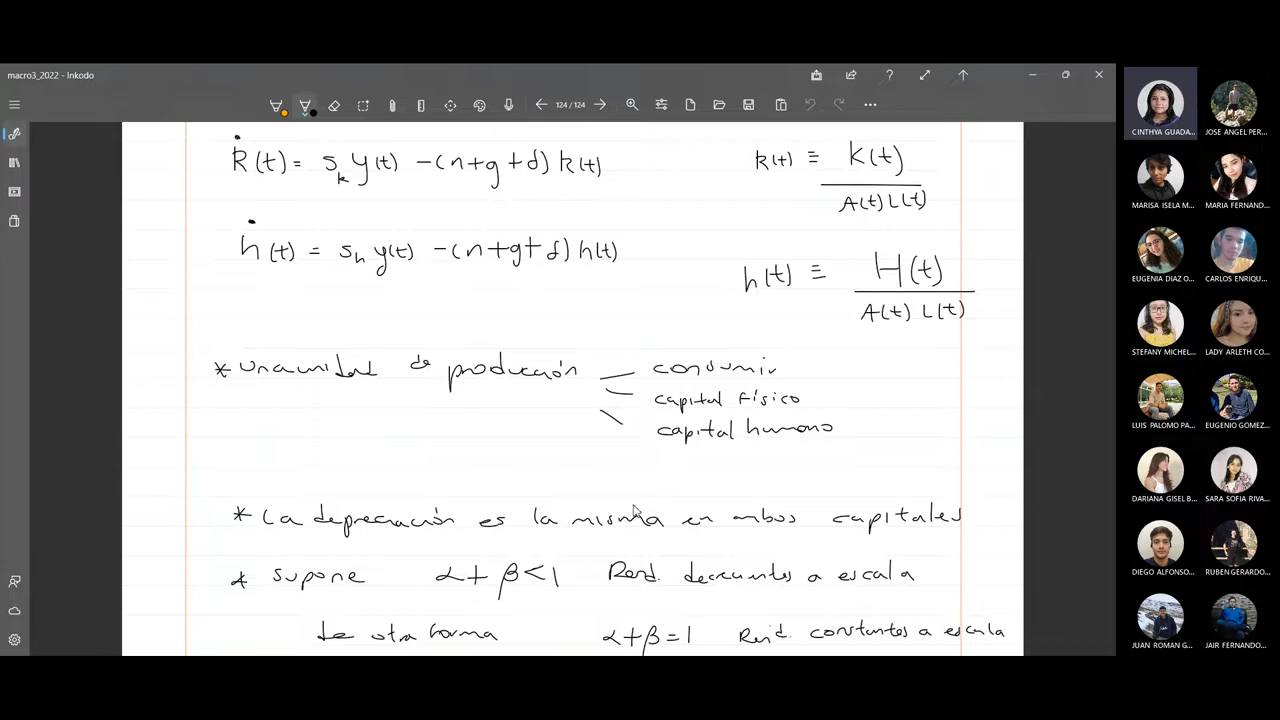 macro3_2022 - Inkodo
124 / 124
k̇(t) = s_k y(t) - (n+g+δ) k(t)
k(t) ≡ K(t) / A(t)L(t)
ḣ(t) = s_h y(t) - (n+g+δ) h(t)
h(t) ≡ H(t) / A(t) L(t)
* una unidad de producción
consumir
capital físico
capital humano
* La depreciación es la misma en ambos capitales
* supone α+β<1 Rend. decrecientes a escala
de otra forma α+β=1 Rend. constantes a escala
CINTHYA GUADA...
JOSE ANGEL PER...
MARISA ISELA M...
MARIA FERNAND...
EUGENIA DIAZ O...
CARLOS ENRIQU...
STEFANY MICHEL...
LADY ARLETH CO...
LUIS PALOMO PA...
EUGENIO GOMEZ...
DARIANA GISEL B...
SARA SOFIA RIVA...
DIEGO ALFONSO...
RUBEN GERARDO...
JUAN ROMAN G...
JAIR FERNANDO...